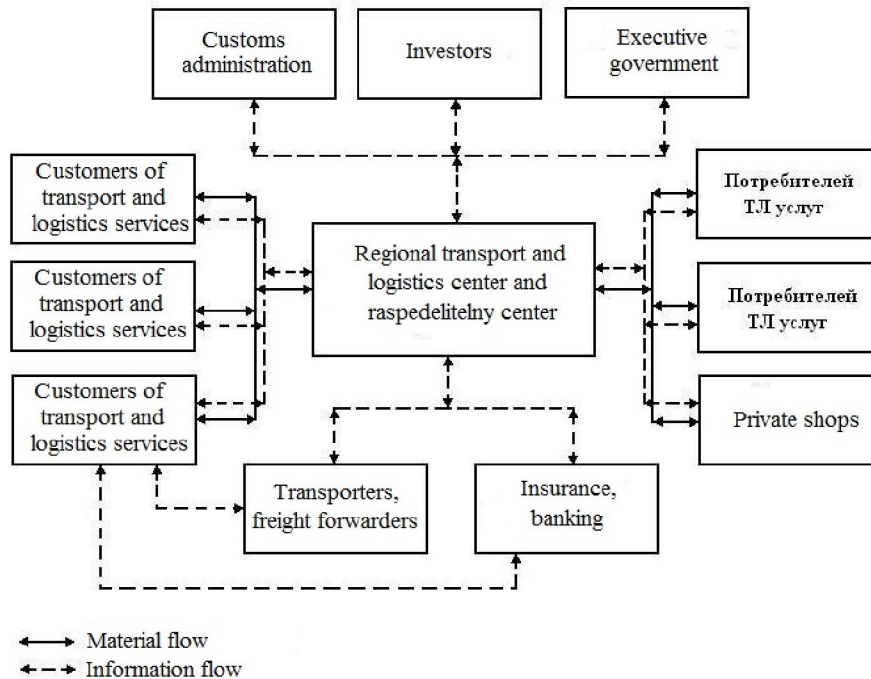 Customs
administration
Investors
Executive
government
Customers of
transport and
logistics services
Потребителей
ТЛ услуг
Regional transport and
logistics center and
raspedelitelny center
Customers of
transport and
logistics services
Потребителей
ТЛ услуг
Customers of
transport and
logistics services
Private shops
Transporters,
freight forwarders
Insurance,
banking
Material flow
Information flow